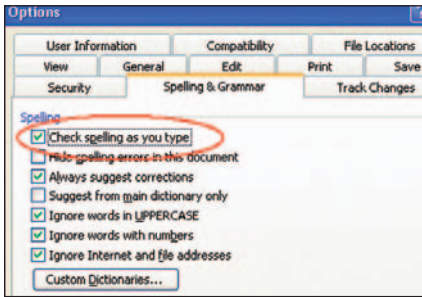 Options
User Information Compatibility File Locations
View General Edit Print Save
Security Spelling & Grammar Track Changes
Spelling
Check spelling as you type
Hide spelling errors in this document
Always suggest corrections
Suggest from main dictionary only
Ignore words in UPPERCASE
Ignore words with numbers
Ignore Internet and file addresses
Custom Dictionaries...